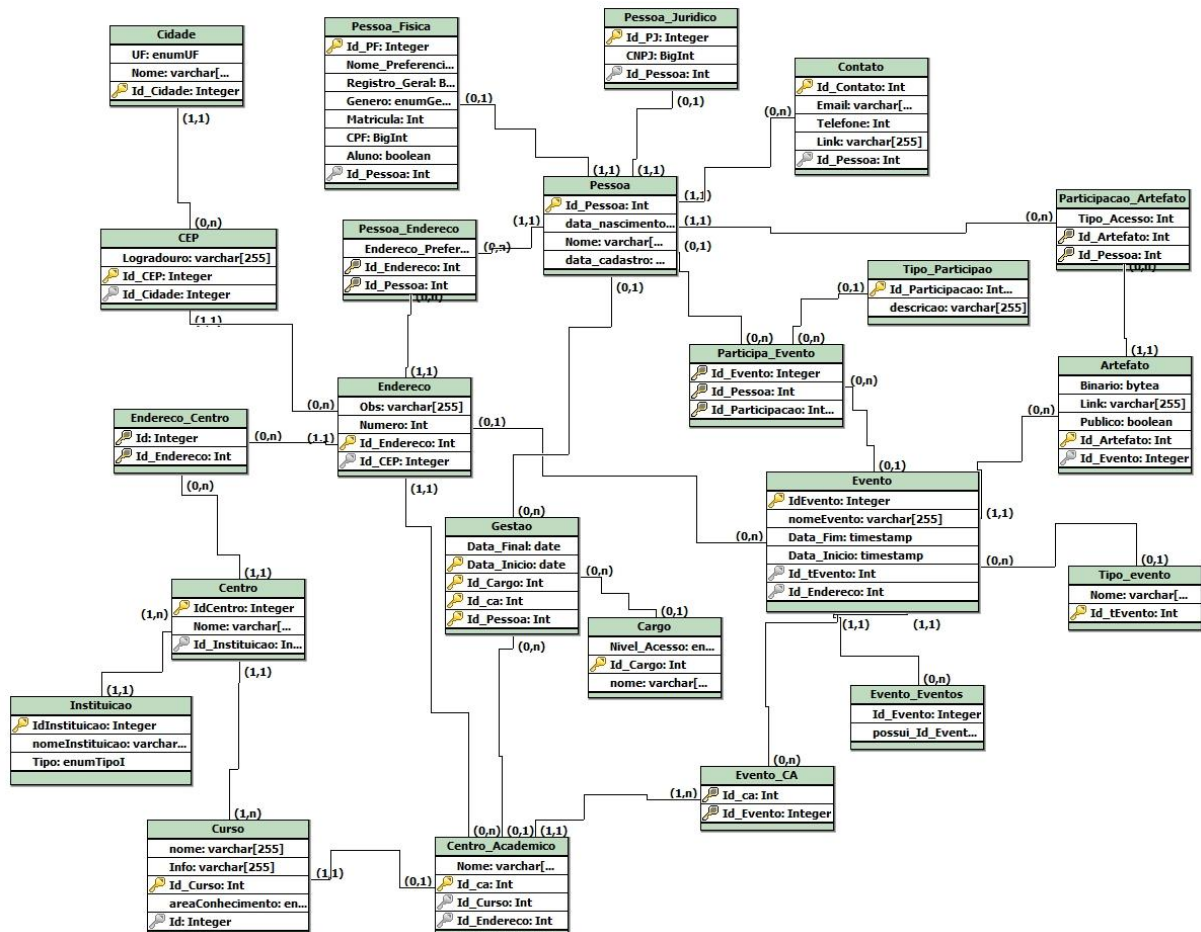 Cidade
UF: enumUF
Nome: varchar[...
Id_Cidade: Integer
(1,1)
Pessoa_Fisica
Id_PF: Integer
Nome_Preferenci...
Registro_Geral: B...
Genero: enumGe...
Matricula: Int
CPF: BigInt
Aluno: boolean
Id_Pessoa: Int
(0,1)
Pessoa_Juridico
Id_PJ: Integer
CNPJ: BigInt
Id_Pessoa: Int
(0,1)
Contato
Id_Contato: Int
Email: varchar[...
Telefone: Int
Link: varchar[255]
Id_Pessoa: Int
(0,n)
(1,1)
(1,1)
Pessoa
Id_Pessoa: Int
data_nascimento...
Nome: varchar[...
data_cadastro: ...
(1,1)
(1,1)
(1,1)
(0,1)
(0,1)
Participacao_Artefato
Tipo_Acesso: Int
Id_Artefato: Int
Id_Pessoa: Int
(0,n)
(0,n)
(0,n)
CEP
Logradouro: varchar[255]
Id_CEP: Integer
Id_Cidade: Integer
(1,1)
Pessoa_Endereco
Endereco_Prefer...
Id_Endereco: Int
Id_Pessoa: Int
(0,n)
(0,n)
Tipo_Participao
Id_Participacao: Int...
descricao: varchar[255]
(0,1)
(0,n)
(0,n)
Participa_Evento
Id_Evento: Integer
Id_Pessoa: Int
Id_Participacao: Int...
(0,n)
(1,1)
Artefato
Binario: bytea
Link: varchar[255]
Publico: boolean
Id_Artefato: Int
Id_Evento: Integer
(0,n)
(1,1)
Endereco
Obs: varchar[255]
Numero: Int
Id_Endereco: Int
Id_CEP: Integer
(0,n)
(1,1)
(0,1)
(1,1)
Endereco_Centro
Id: Integer
Id_Endereco: Int
(0,n)
(0,n)
(0,1)
Evento
IdEvento: Integer
nomeEvento: varchar[255]
Data_Fim: timestamp
Data_Inicio: timestamp
Id_tEvento: Int
Id_Endereco: Int
(0,n)
(1,1)
(0,n)
(1,1)
(1,1)
(0,1)
Tipo_evento
Nome: varchar[...
Id_tEvento: Int
(0,n)
Gestao
Data_Final: date
Data_Inicio: date
Id_Cargo: Int
Id_ca: Int
Id_Pessoa: Int
(0,n)
(0,n)
(0,1)
Cargo
Nivel_Acesso: en...
Id_Cargo: Int
nome: varchar[...
(1,1)
Centro
IdCentro: Integer
Nome: varchar[...
Id_Instituicao: In...
(1,n)
(1,1)
(1,1)
Instituicao
IdInstituicao: Integer
nomeInstituicao: varchar...
Tipo: enumTipoI
(0,n)
Evento_Eventos
Id_Evento: Integer
possui_Id_Event...
(0,n)
Evento_CA
Id_ca: Int
Id_Evento: Integer
(1,n)
(1,n)
Curso
nome: varchar[255]
Info: varchar[255]
Id_Curso: Int
areaConhecimento: en...
Id: Integer
(1,1)
(0,n)
(0,1)
(1,1)
Centro_Academico
Nome: varchar[...
Id_ca: Int
Id_Curso: Int
Id_Endereco: Int
(0,1)